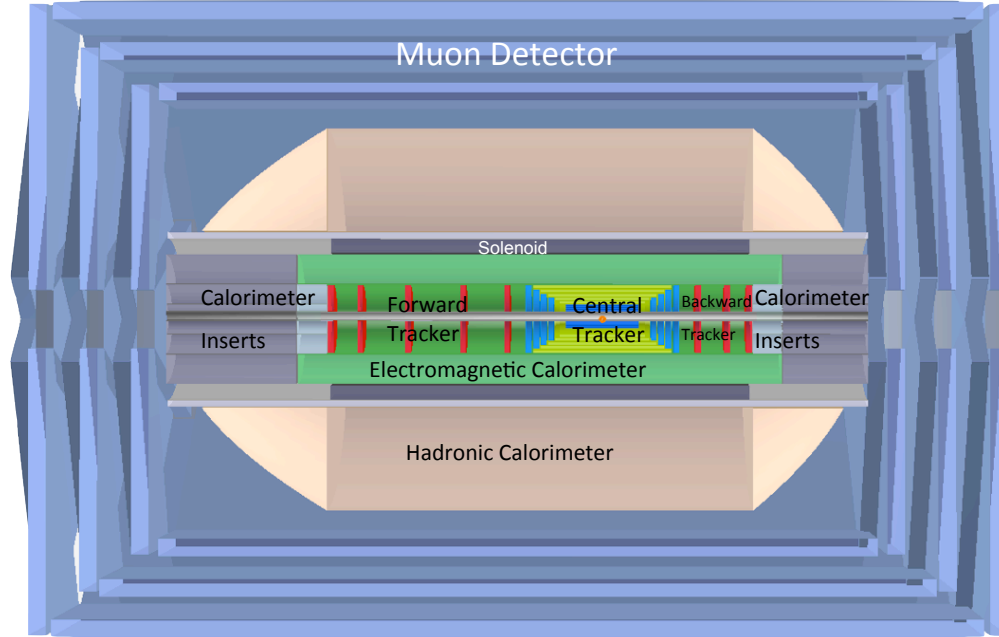 Muon Detector
Solenoid
Calorimeter
Inserts
Forward
Tracker
Central
Tracker
Backward
Tracker
Calorimeter
Inserts
Electromagnetic Calorimeter
Hadronic Calorimeter